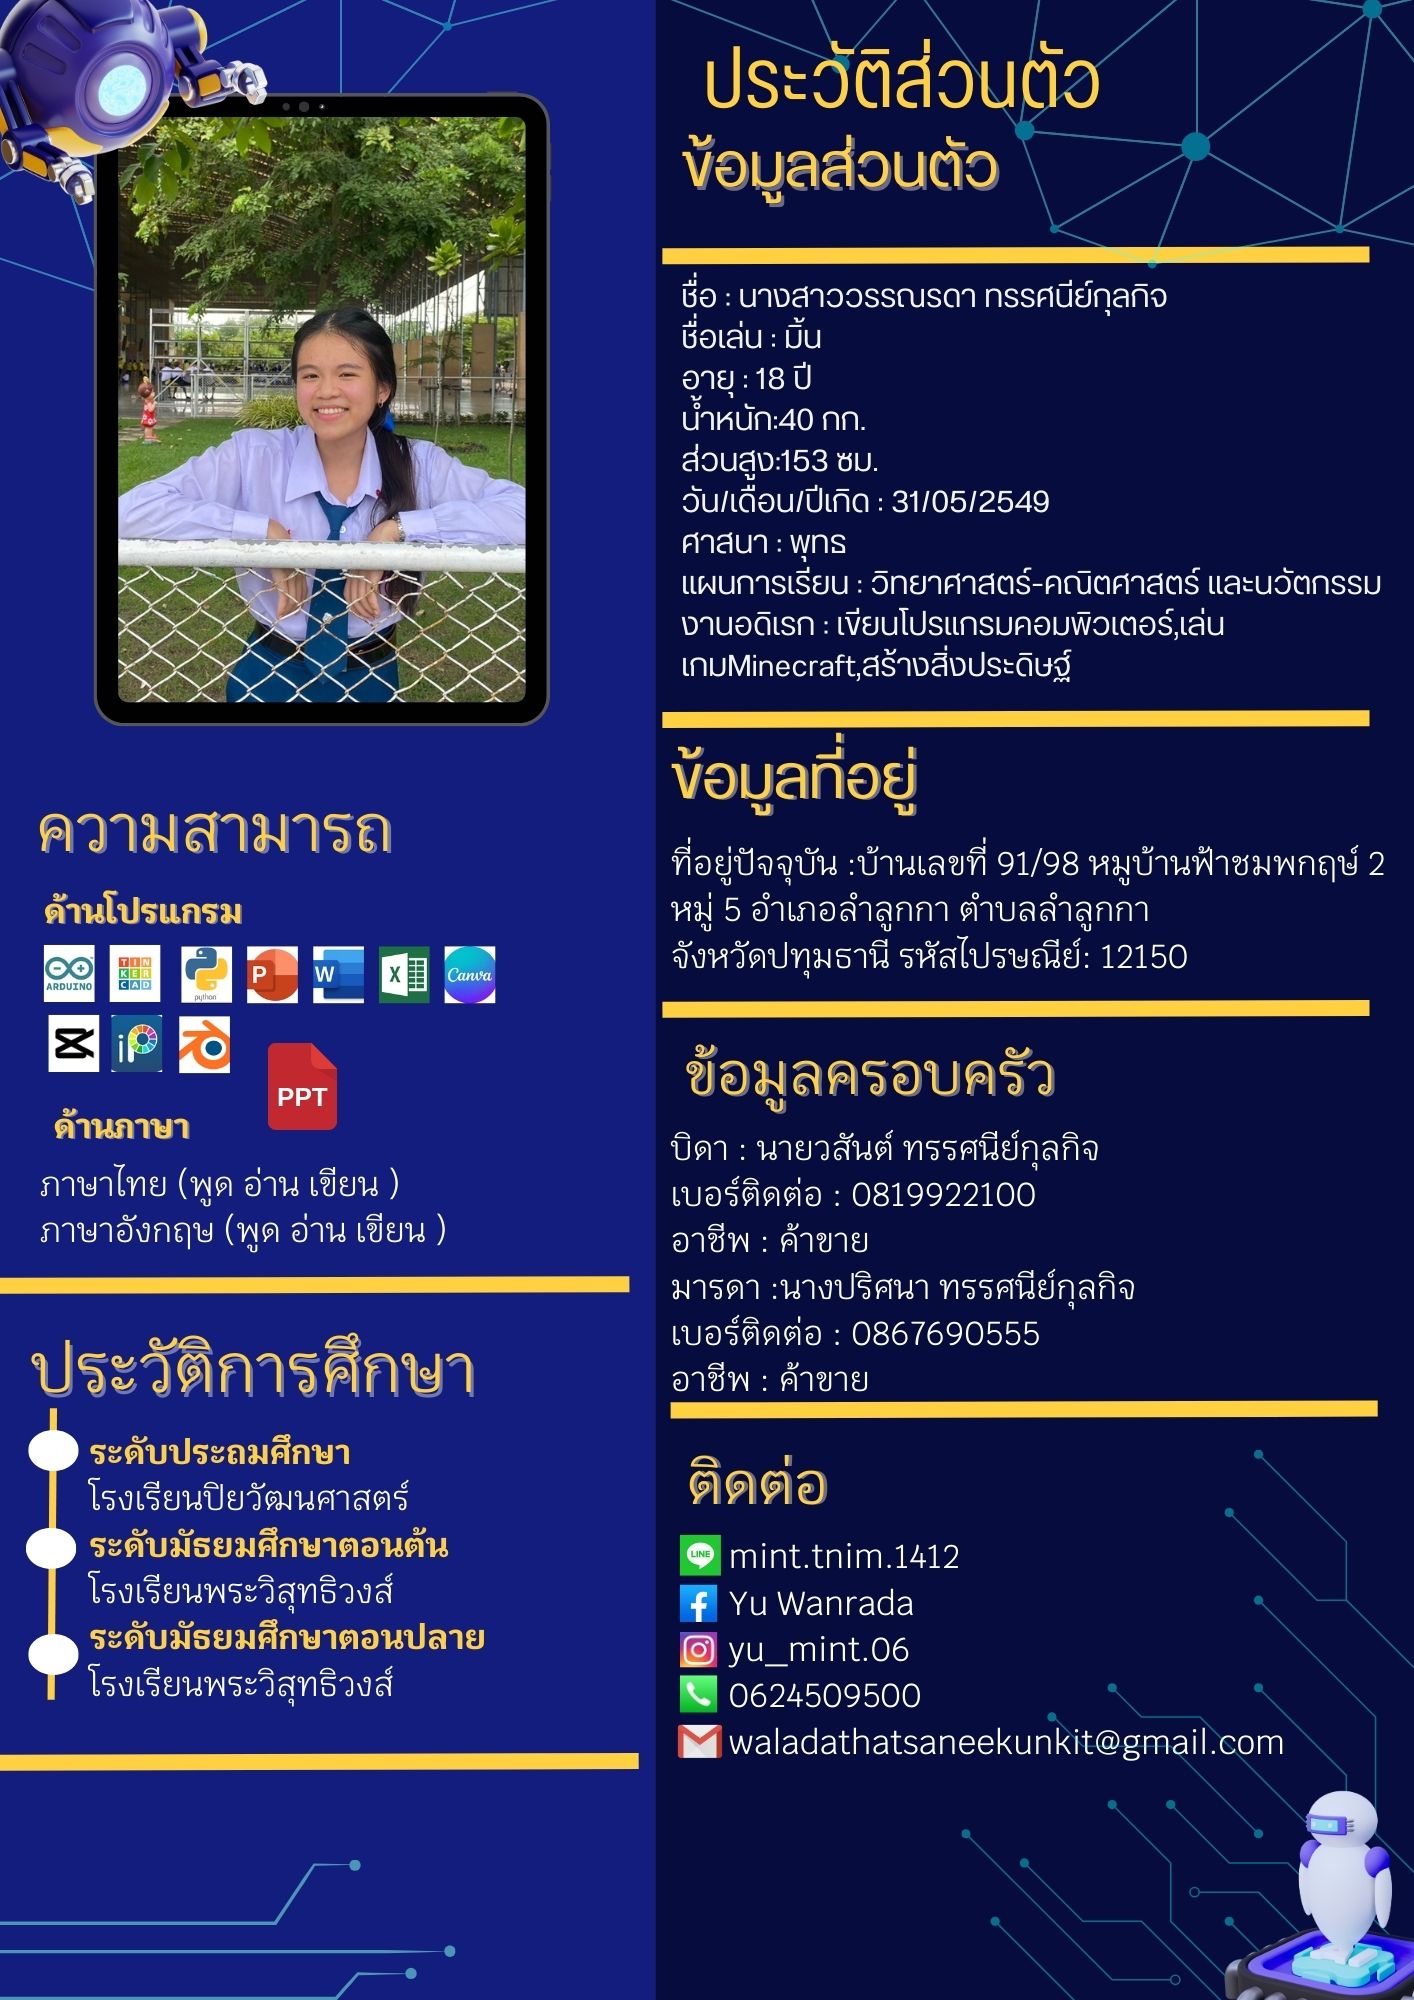 ประวัติส่วนตัว
ข้อมูลส่วนตัว
ชื่อ : นางสาววรรณรดา ทรรศนีย์กุลกิจ
ชื่อเล่น : มิ้น
อายุ : 18 ปี
น้ำหนัก:40 กก.
ส่วนสูง:153 ซม.
วัน/เดือน/ปีเกิด : 31/05/2549
ศาสนา : พุทธ
แผนการเรียน : วิทยาศาสตร์-คณิตศาสตร์ และนวัตกรรม
งานอดิเรก : เขียนโปรแกรมคอมพิวเตอร์,เล่น
เกมMinecraft,สร้างสิ่งประดิษฐ์
ข้อมูลที่อยู่
ที่อยู่ปัจจุบัน :บ้านเลขที่ 91/98 หมูบ้านฟ้าชมพกฤษ์ 2
หมู่ 5 อำเภอลำลูกกา ตำบลลำลูกกา
จังหวัดปทุมธานี รหัสไปรษณีย์: 12150
ข้อมูลครอบครัว
บิดา : นายวสันต์ ทรรศนีย์กุลกิจ
เบอร์ติดต่อ : 0819922100
อาชีพ : ค้าขาย
มารดา :นางปริศนา ทรรศนีย์กุลกิจ
เบอร์ติดต่อ : 0867690555
อาชีพ : ค้าขาย
ติดต่อ
LINE mint.tnim.1412
Yu Wanrada
yu_mint.06
0624509500
waladathatsaneekunkit@gmail.com
ความสามารถ
ด้านโปรแกรม
ARDUINO
TIN
KER
CAD
python
P
W
X
Canva
iP
PPT
ด้านภาษา
ภาษาไทย (พูด อ่าน เขียน )
ภาษาอังกฤษ (พูด อ่าน เขียน )
ประวัติการศึกษา
ระดับประถมศึกษา
โรงเรียนปิยวัฒนศาสตร์
ระดับมัธยมศึกษาตอนต้น
โรงเรียนพระวิสุทธิวงส์
ระดับมัธยมศึกษาตอนปลาย
โรงเรียนพระวิสุทธิวงส์